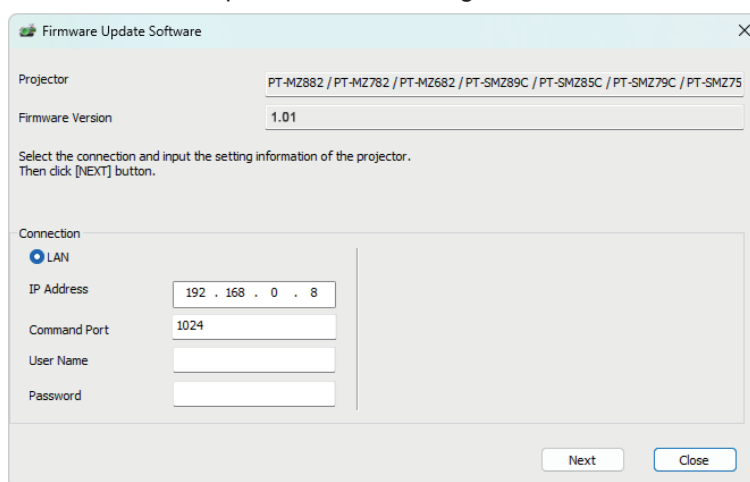 Firmware Update Software
Projector
PT-MZ882 / PT-MZ782 / PT-MZ682 / PT-SMZ89C / PT-SMZ85C / PT-SMZ79C / PT-SMZ75
Firmware Version
1.01
Select the connection and input the setting information of the projector.
Then click [NEXT] button.
Connection
LAN
IP Address
192 . 168 . 0 . 8
Command Port
1024
User Name
Password
Next
Close